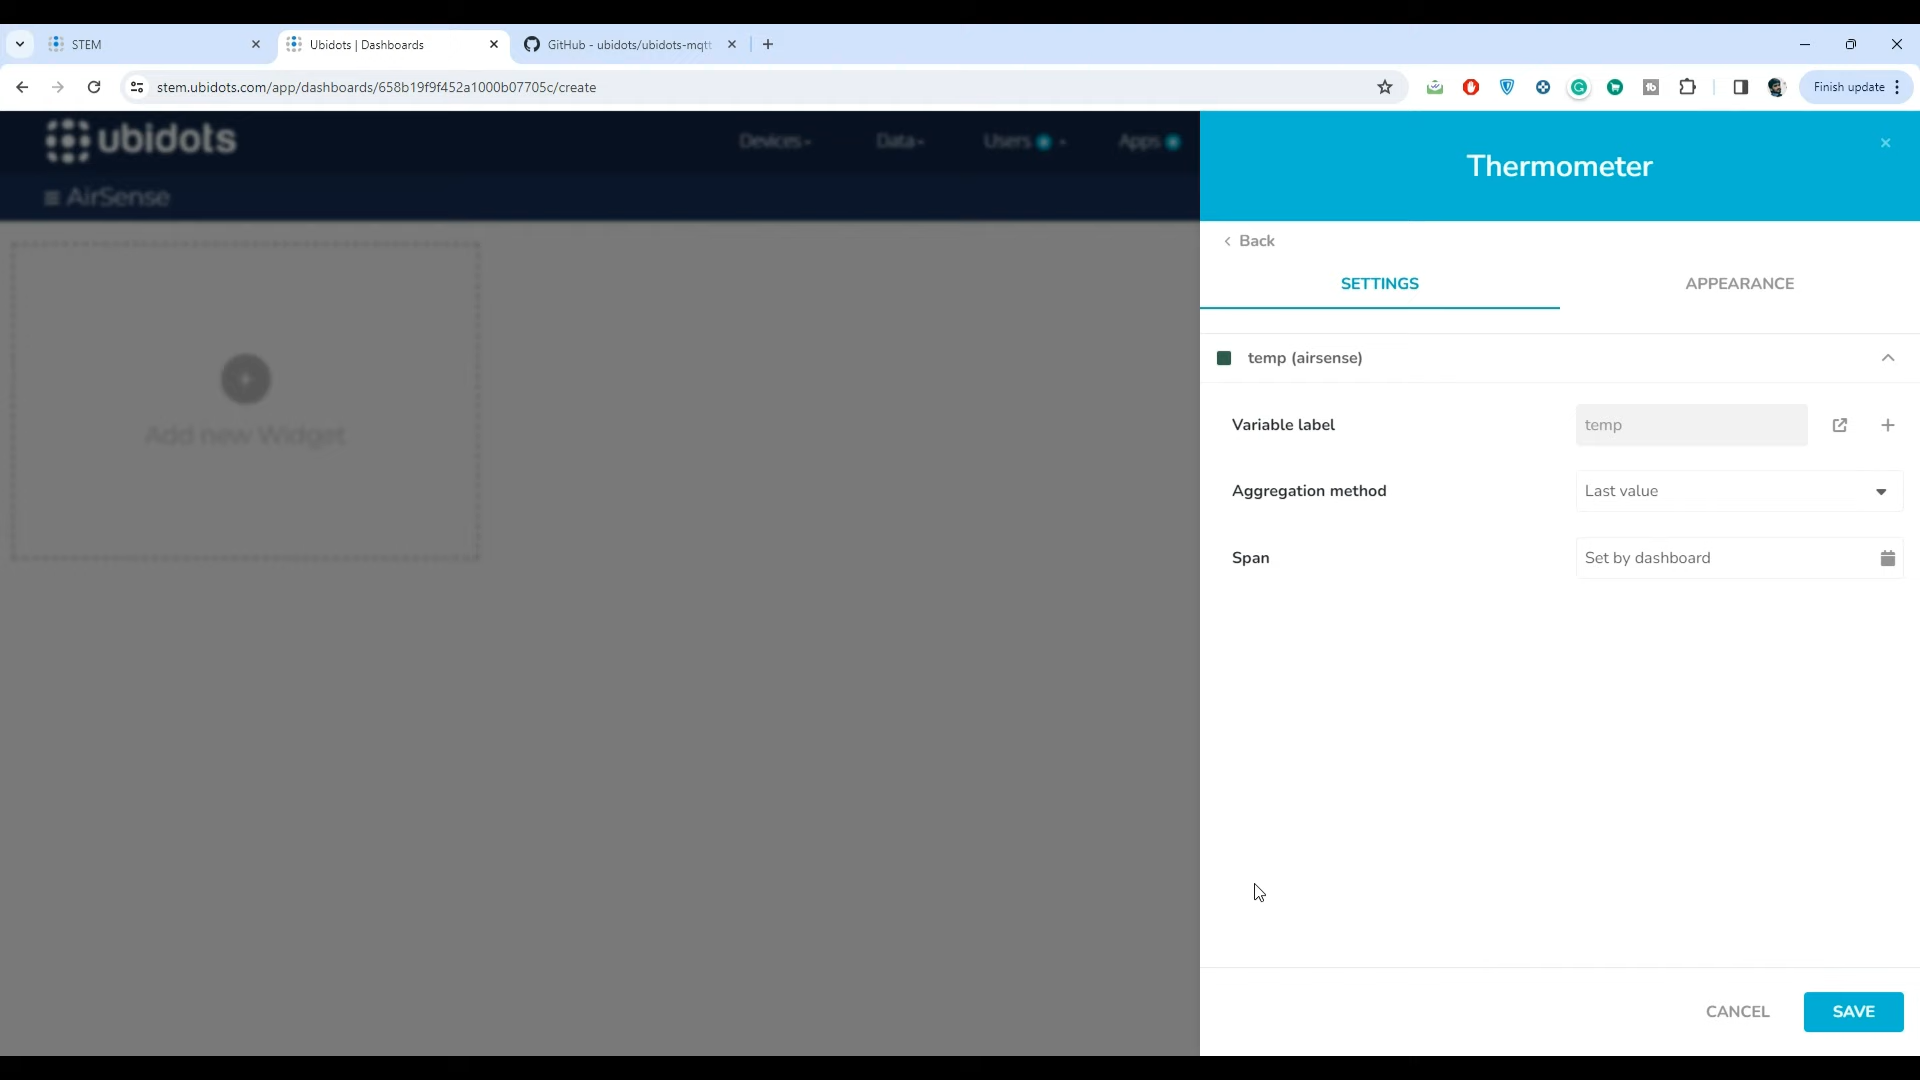 STEM
Ubidots | Dashboards
GitHub - ubidots/ubidots-mqtt
stem.ubidots.com/app/dashboards/658b19f9f452a1000b07705c/create
Finish update
ubidots
Devices
Data
Users
Apps
AirSense
Add new Widget
Thermometer
Back
SETTINGS
APPEARANCE
temp (airsense)
Variable label
temp
Aggregation method
Last value
Span
Set by dashboard
CANCEL
SAVE